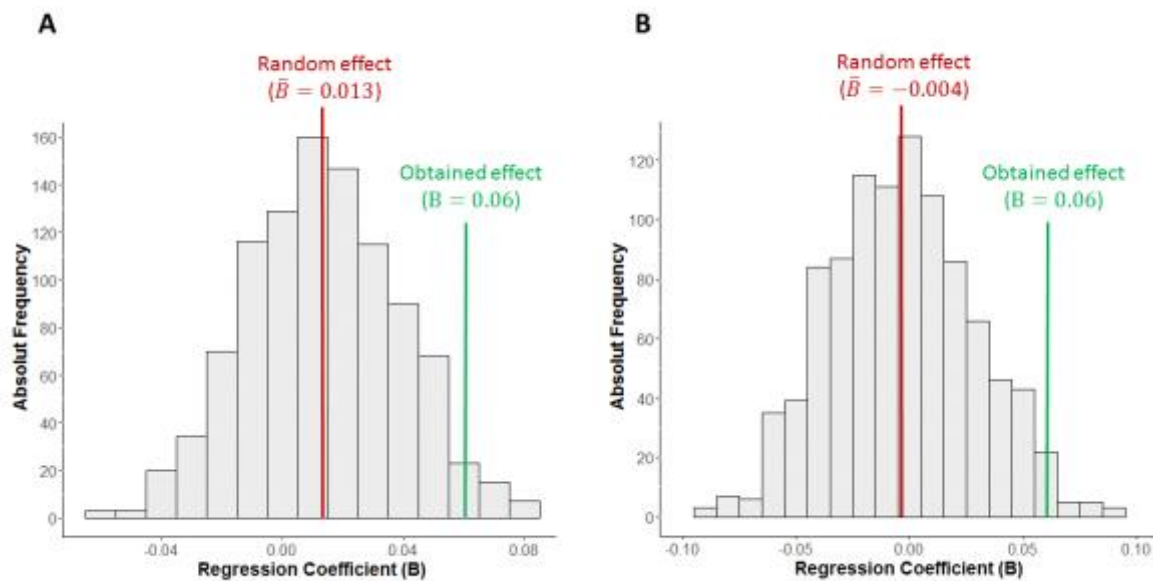 A
Random effect
(B̄ = 0.013)
Obtained effect
(B = 0.06)
Absolut Frequency
160
140
120
100
80
60
40
20
0
-0.04
0.00
0.04
0.08
Regression Coefficient (B)
B
Random effect
(B̄ = −0.004)
Obtained effect
(B = 0.06)
Absolut Frequency
120
100
80
60
40
20
0
-0.10
-0.05
0.00
0.05
0.10
Regression Coefficient (B)